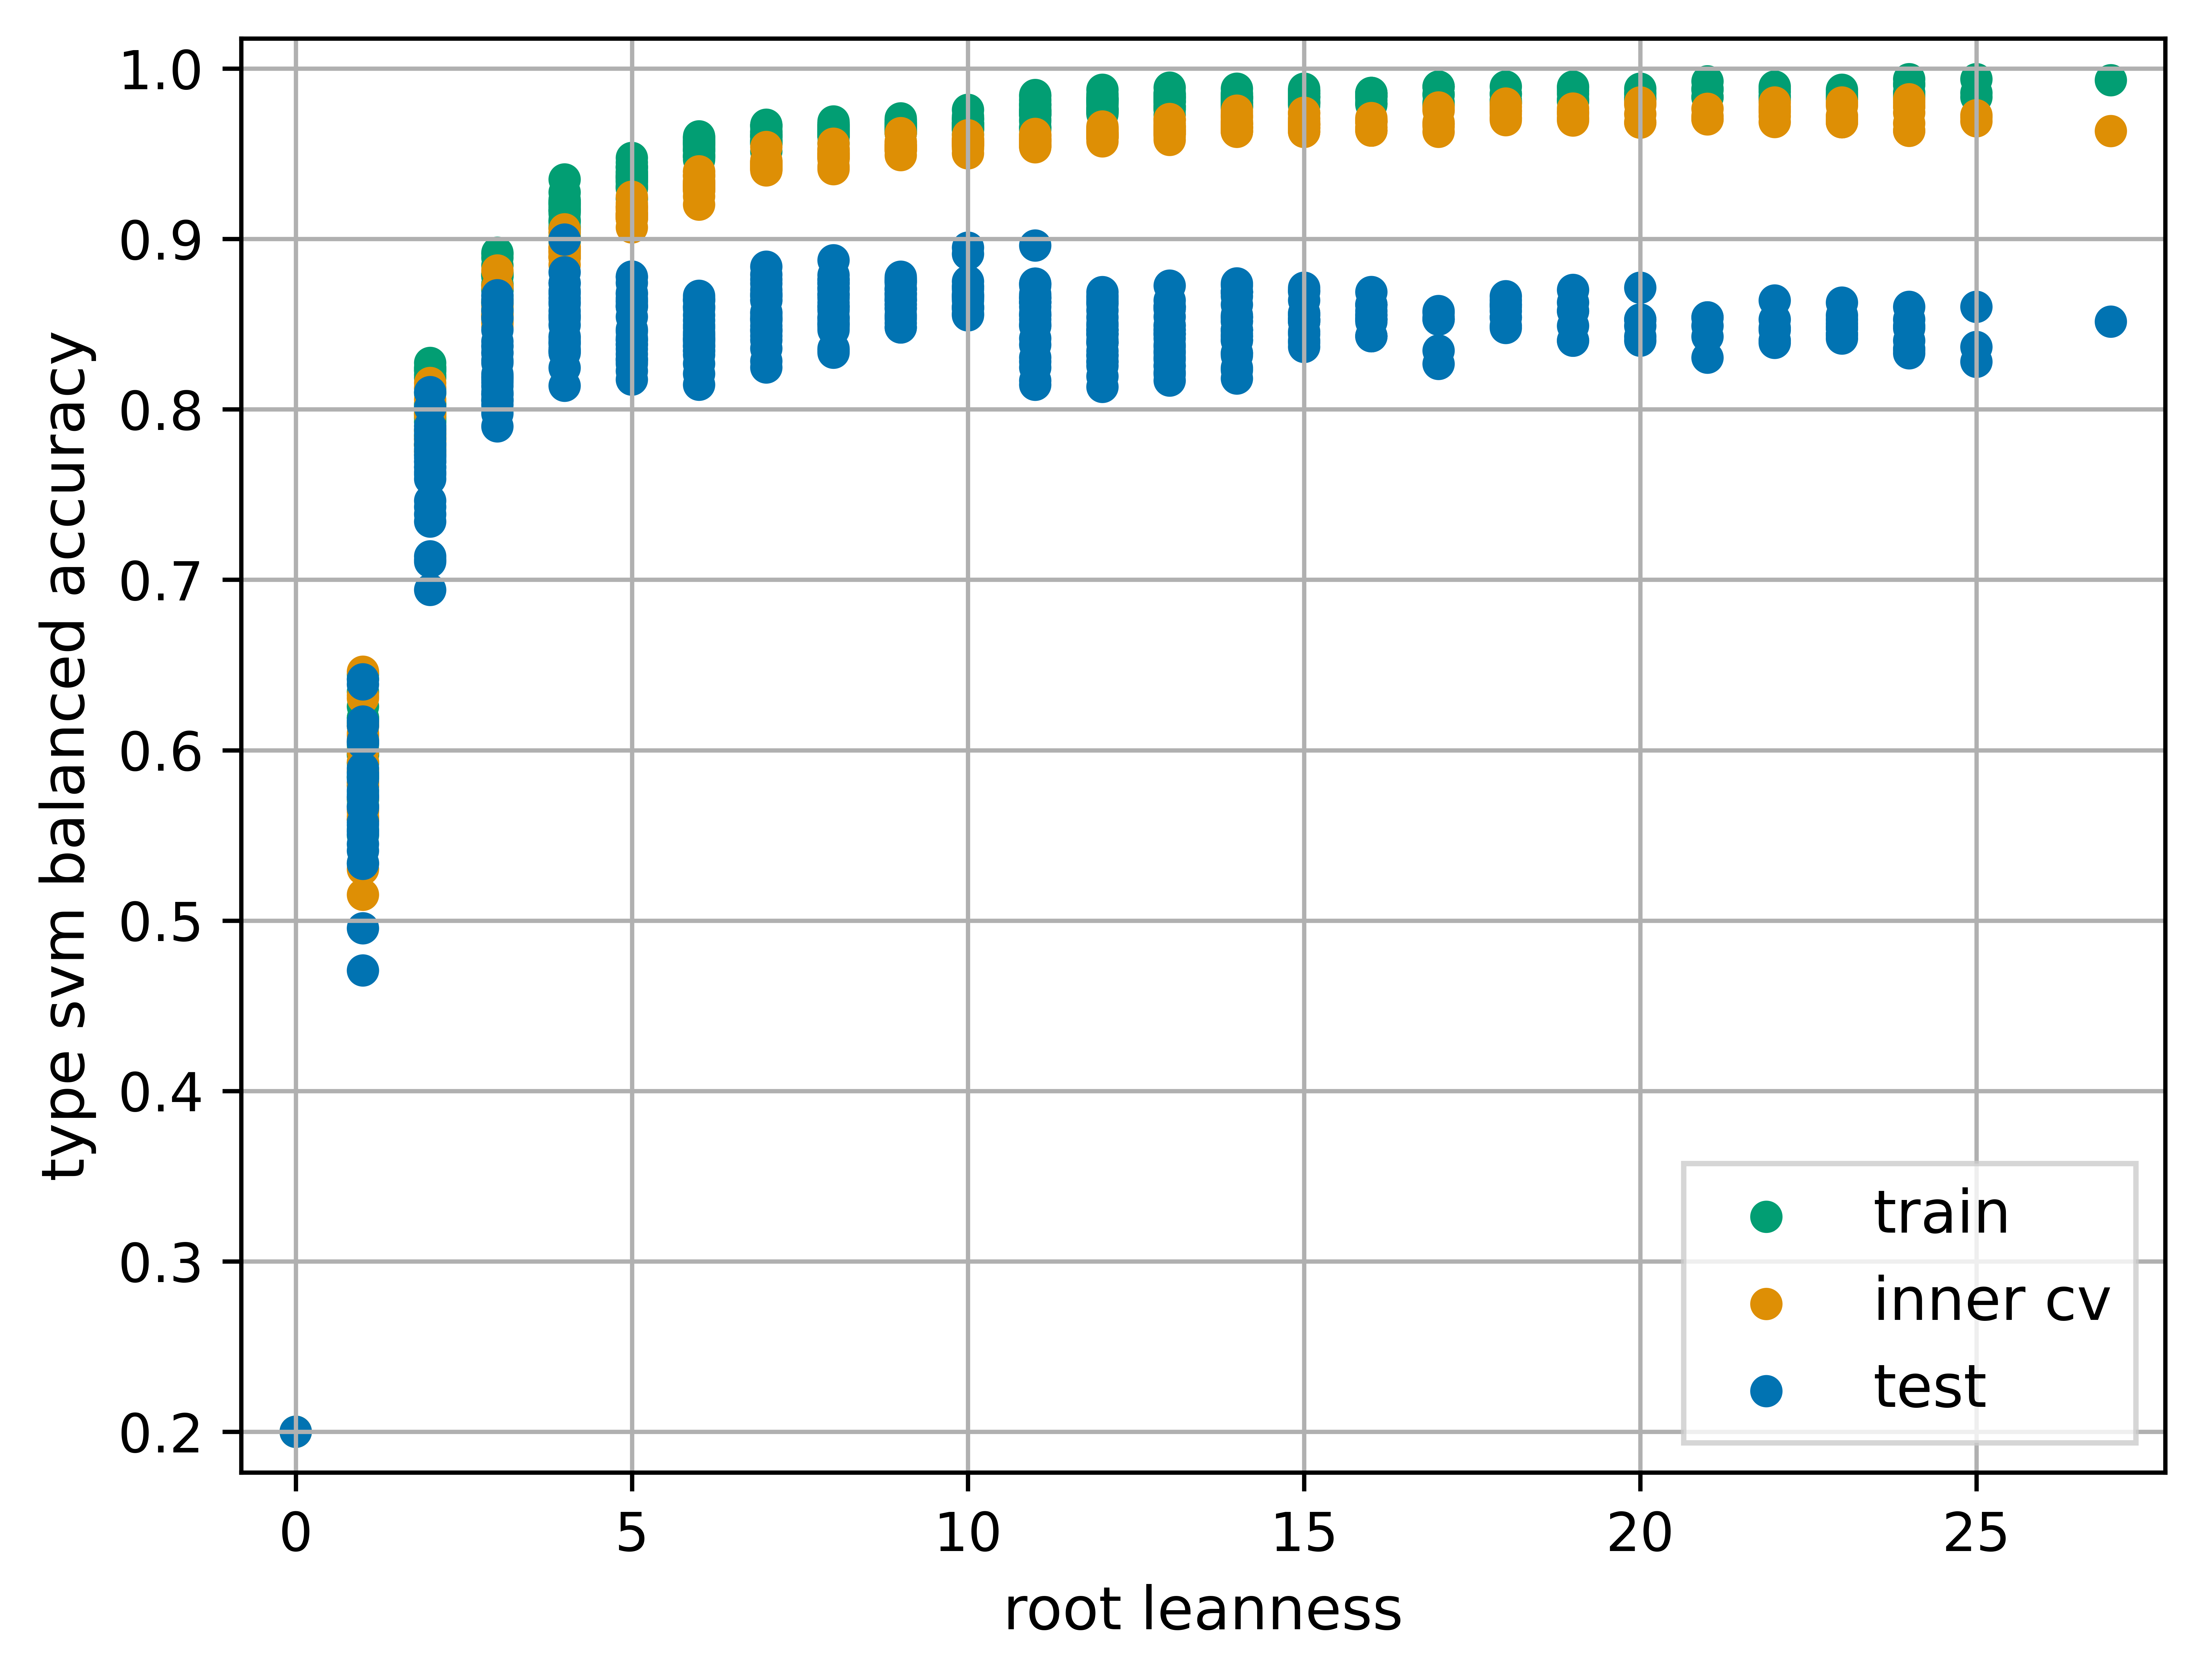 1.0
0.9
0.8
0.7
0.6
0.5
0.4
0.3
0.2
type svm balanced accuracy
train
inner cv
test
0 5 10 15 20 25
root leanness